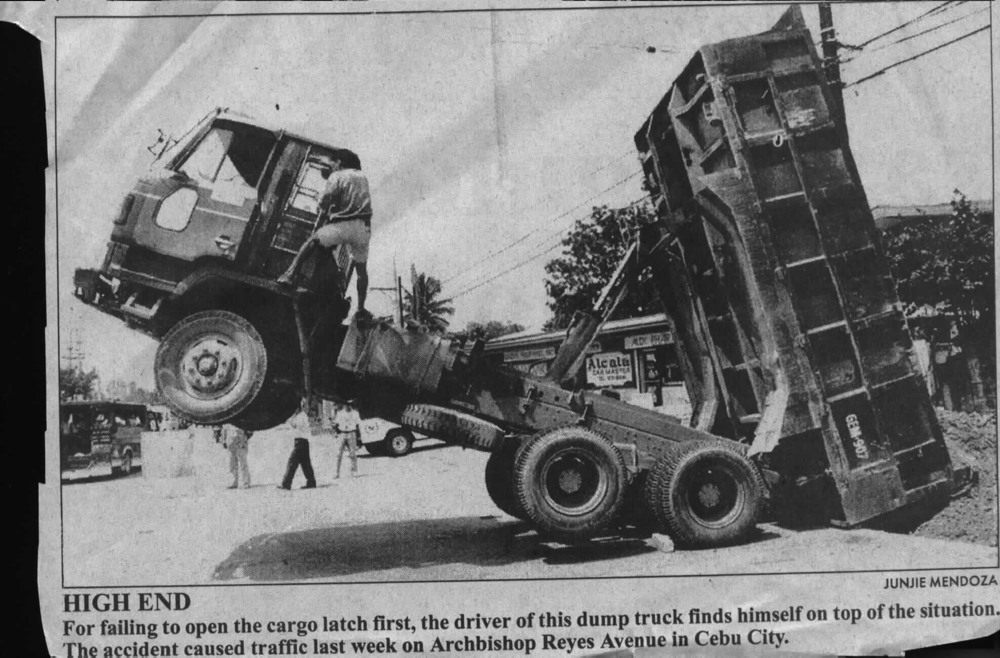 Alcala
CAR MASTER
GEM-907
JUNJIE MENDOZA
HIGH END
For failing to open the cargo latch first, the driver of this dump truck finds himself on top of the situation.
The accident caused traffic last week on Archbishop Reyes Avenue in Cebu City.